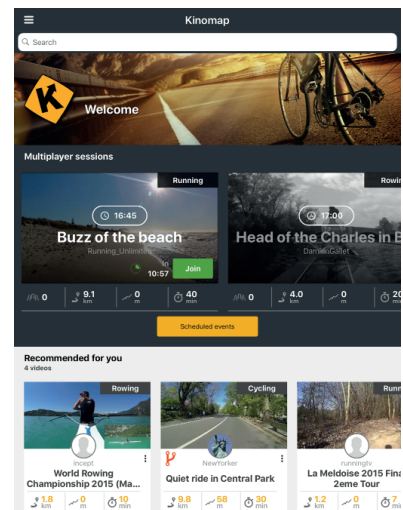 Kinomap
Search
Welcome
Multiplayer sessions
Running
16:45
Buzz of the beach
Running_Unlimited
in
10:57
Join
0
9.1
km
0
m
40
min
17:00
Head of the Charles in B
DamienGallet
0
4.0
km
0
m
20
min
Scheduled events
Recommended for you
4 videos
Rowing
Incept
World Rowing
Championship 2015 (Ma...
1.8
km
0
m
10
min
Cycling
NewYorker
Quiet ride in Central Park
9.8
km
58
m
30
min
runningtv
La Meldoise 2015 Fina
2eme Tour
1.2
km
0
m
7
min